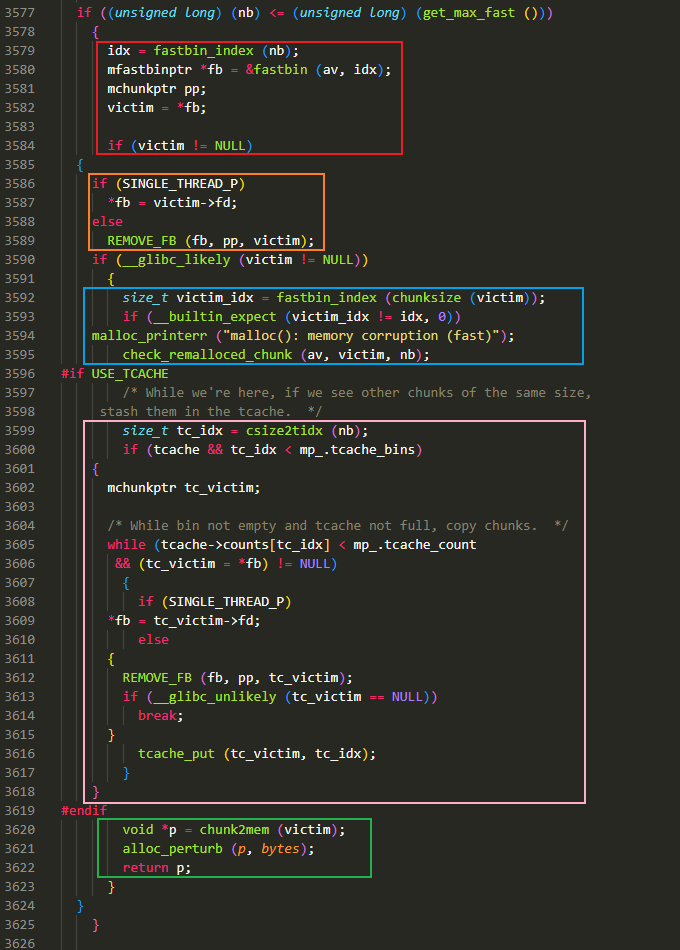 3577 if ((unsigned long) (nb) <= (unsigned long) (get_max_fast ()))
3578 {
3579 idx = fastbin_index (nb);
3580 mfastbinptr *fb = &fastbin (av, idx);
3581 mchunkptr pp;
3582 victim = *fb;
3583
3584 if (victim != NULL)
3585 {
3586 if (SINGLE_THREAD_P)
3587 *fb = victim->fd;
3588 else
3589 REMOVE_FB (fb, pp, victim);
3590 if (__glibc_likely (victim != NULL))
3591 {
3592 size_t victim_idx = fastbin_index (chunksize (victim));
3593 if (__builtin_expect (victim_idx != idx, 0))
3594 malloc_printerr ("malloc(): memory corruption (fast)");
3595 check_remalloced_chunk (av, victim, nb);
3596 #if USE_TCACHE
3597 /* While we're here, if we see other chunks of the same size,
3598 stash them in the tcache.  */
3599 size_t tc_idx = csize2tidx (nb);
3600 if (tcache && tc_idx < mp_.tcache_bins)
3601 {
3602 mchunkptr tc_victim;
3603
3604 /* While bin not empty and tcache not full, copy chunks.  */
3605 while (tcache->counts[tc_idx] < mp_.tcache_count
3606 && (tc_victim = *fb) != NULL)
3607 {
3608 if (SINGLE_THREAD_P)
3609 *fb = tc_victim->fd;
3610 else
3611 {
3612 REMOVE_FB (fb, pp, tc_victim);
3613 if (__glibc_unlikely (tc_victim == NULL))
3614 break;
3615 }
3616 tcache_put (tc_victim, tc_idx);
3617 }
3618 }
3619 #endif
3620 void *p = chunk2mem (victim);
3621 alloc_perturb (p, bytes);
3622 return p;
3623 }
3624 }
3625 }
3626